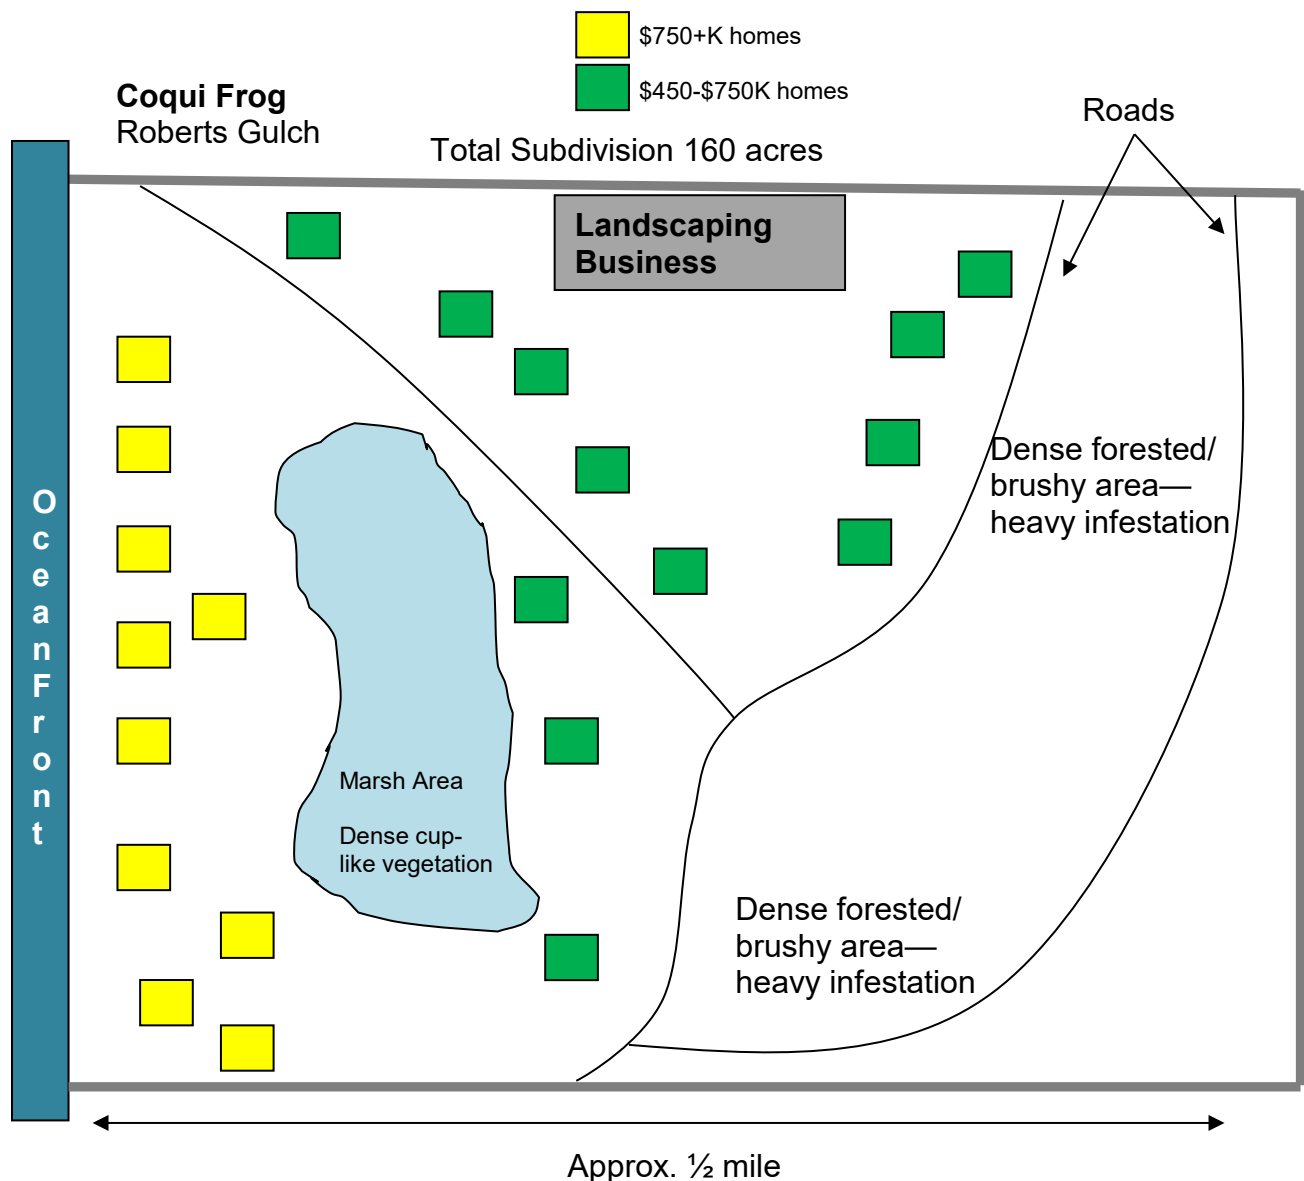 $750+K homes
$450-$750K homes
Coqui Frog
Roberts Gulch
Total Subdivision 160 acres
Roads
Landscaping
Business
Dense forested/
brushy area—
heavy infestation
O
c
e
a
n
F
r
o
n
t
Marsh Area
Dense cup-
like vegetation
Dense forested/
brushy area—
heavy infestation
Approx. ½ mile